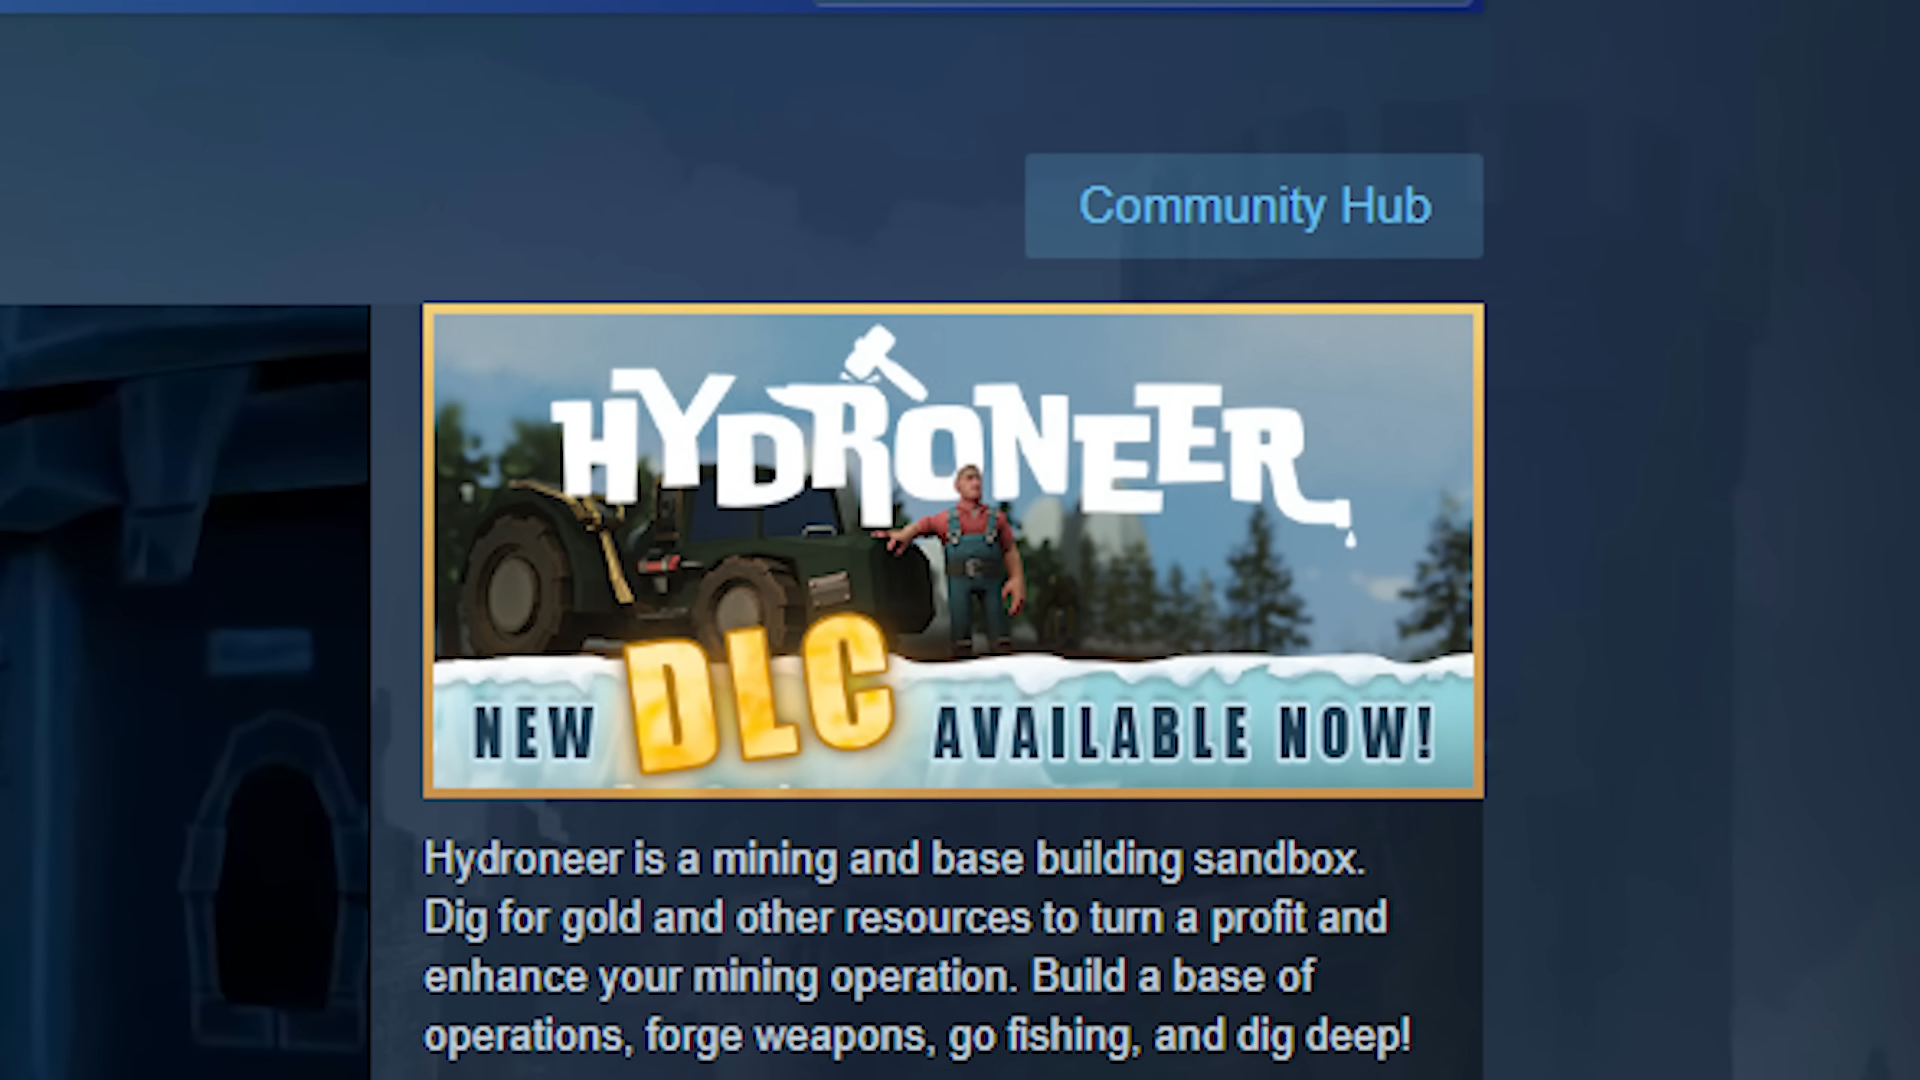 Community Hub
HYDRONEER
NEW DLC AVAILABLE NOW!
Hydroneer is a mining and base building sandbox.
Dig for gold and other resources to turn a profit and
enhance your mining operation. Build a base of
operations, forge weapons, go fishing, and dig deep!